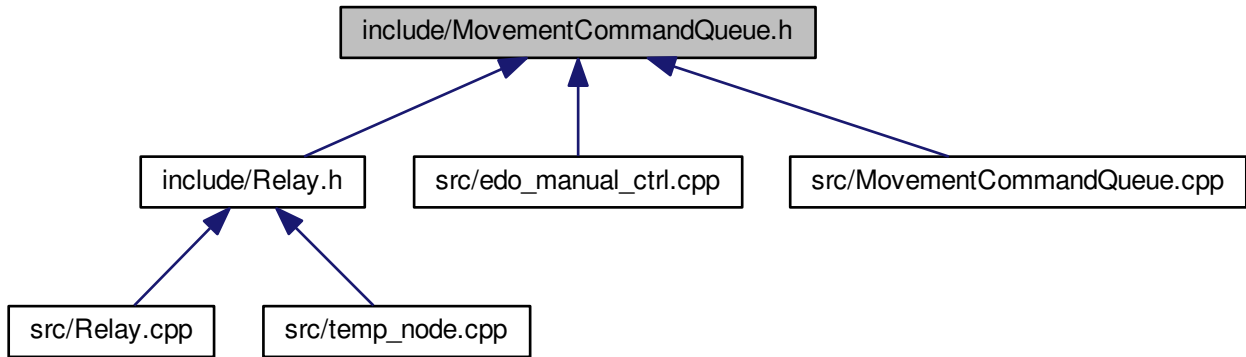 include/MovementCommandQueue.h
include/Relay.h
src/edo_manual_ctrl.cpp
src/MovementCommandQueue.cpp
src/Relay.cpp
src/temp_node.cpp